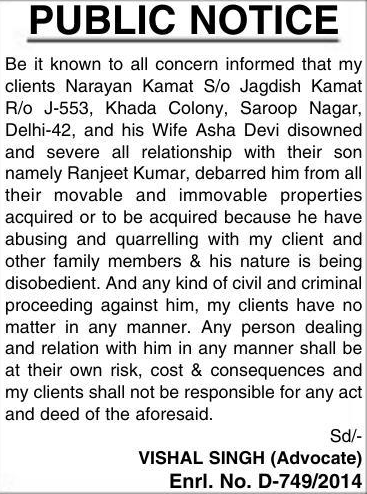 PUBLIC NOTICE
Be it known to all concern informed that my
clients Narayan Kamat S/o Jagdish Kamat
R/o J-553, Khada Colony, Saroop Nagar,
Delhi-42, and his Wife Asha Devi disowned
and severe all relationship with their son
namely Ranjeet Kumar, debarred him from all
their movable and immovable properties
acquired or to be acquired because he have
abusing and quarrelling with my client and
other family members & his nature is being
disobedient. And any kind of civil and criminal
proceeding against him, my clients have no
matter in any manner. Any person dealing
and relation with him in any manner shall be
at their own risk, cost & consequences and
my clients shall not be responsible for any act
and deed of the aforesaid.
Sd/-
VISHAL SINGH (Advocate)
Enrl. No. D-749/2014